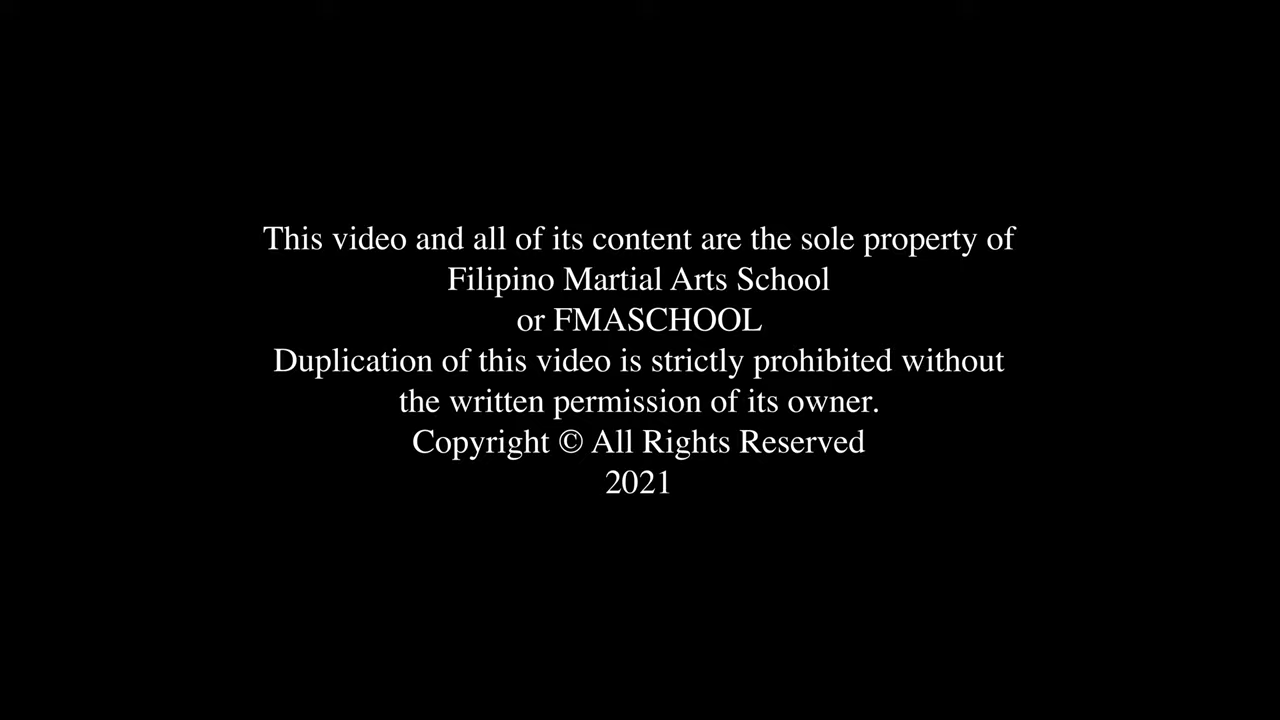 This video and all of its content are the sole property of
Filipino Martial Arts School
or FMASCHOOL
Duplication of this video is strictly prohibited without
the written permission of its owner.
Copyright © All Rights Reserved
2021